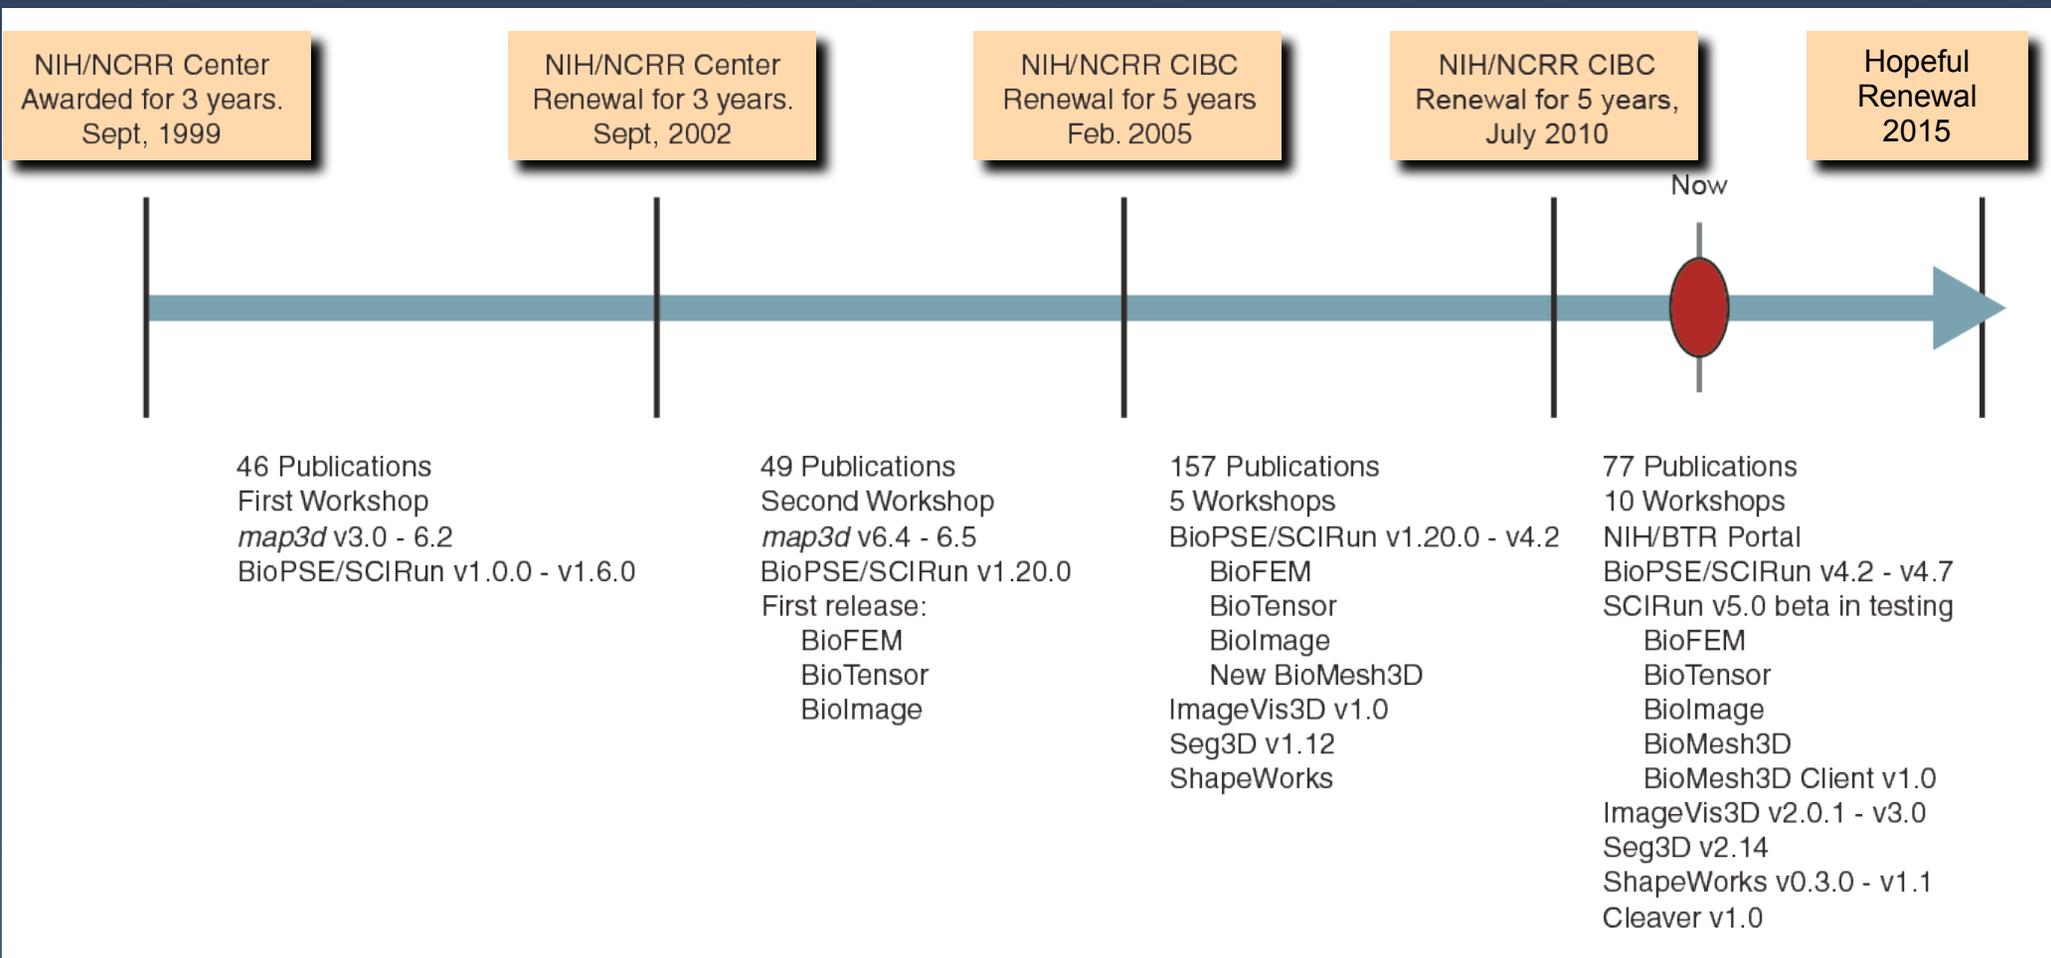 NIH/NCRR Center
Awarded for 3 years.
Sept, 1999
NIH/NCRR Center
Renewal for 3 years.
Sept, 2002
NIH/NCRR CIBC
Renewal for 5 years
Feb. 2005
NIH/NCRR CIBC
Renewal for 5 years,
July 2010
Hopeful
Renewal
2015
Now
46 Publications
First Workshop
map3d v3.0 - 6.2
BioPSE/SCIRun v1.0.0 - v1.6.0
49 Publications
Second Workshop
map3d v6.4 - 6.5
BioPSE/SCIRun v1.20.0
First release:
BioFEM
BioTensor
BioImage
157 Publications
5 Workshops
BioPSE/SCIRun v1.20.0 - v4.2
BioFEM
BioTensor
BioImage
New BioMesh3D
ImageVis3D v1.0
Seg3D v1.12
ShapeWorks
77 Publications
10 Workshops
NIH/BTR Portal
BioPSE/SCIRun v4.2 - v4.7
SCIRun v5.0 beta in testing
BioFEM
BioTensor
BioImage
BioMesh3D
BioMesh3D Client v1.0
ImageVis3D v2.0.1 - v3.0
Seg3D v2.14
ShapeWorks v0.3.0 - v1.1
Cleaver v1.0